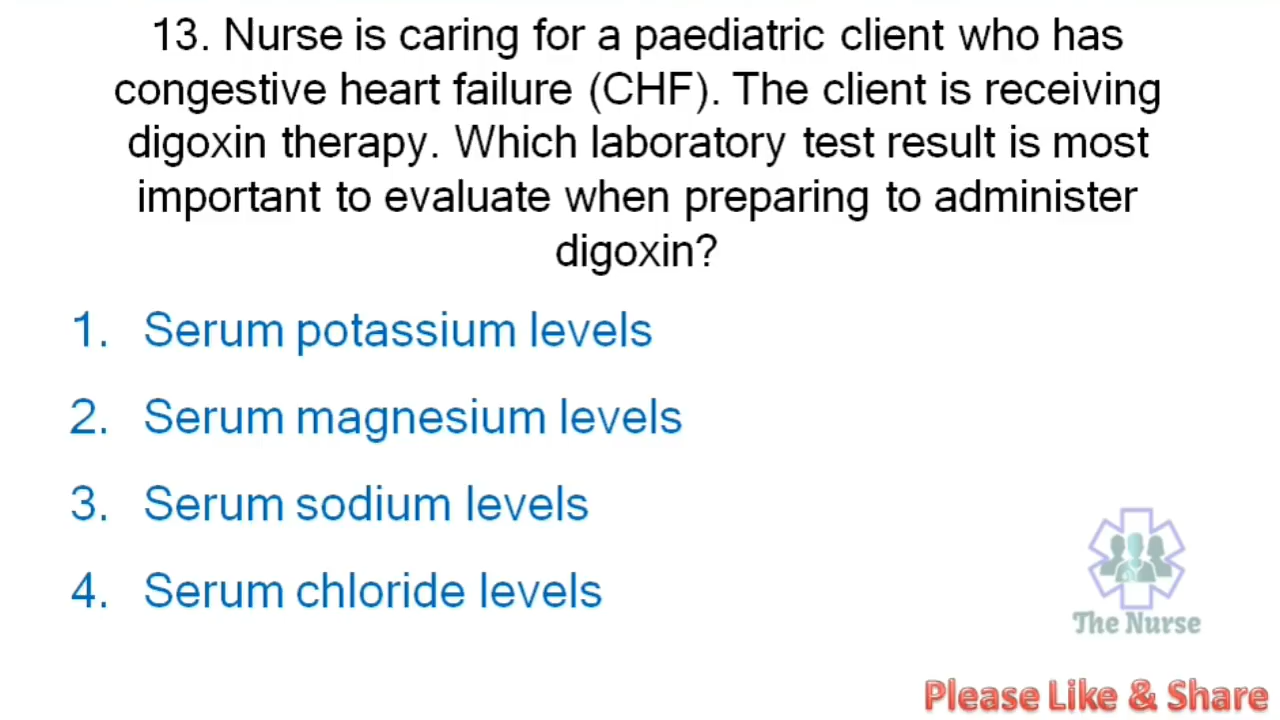 13. Nurse is caring for a paediatric client who has
congestive heart failure (CHF). The client is receiving
digoxin therapy. Which laboratory test result is most
important to evaluate when preparing to administer
digoxin?
1. Serum potassium levels
2. Serum magnesium levels
3. Serum sodium levels
4. Serum chloride levels
The Nurse
Please Like & Share